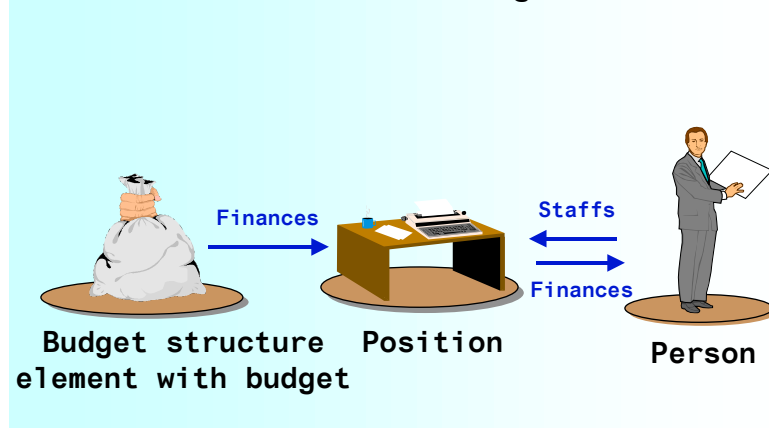 Finances
Staffs
Finances
Budget structure
element with budget
Position
Person